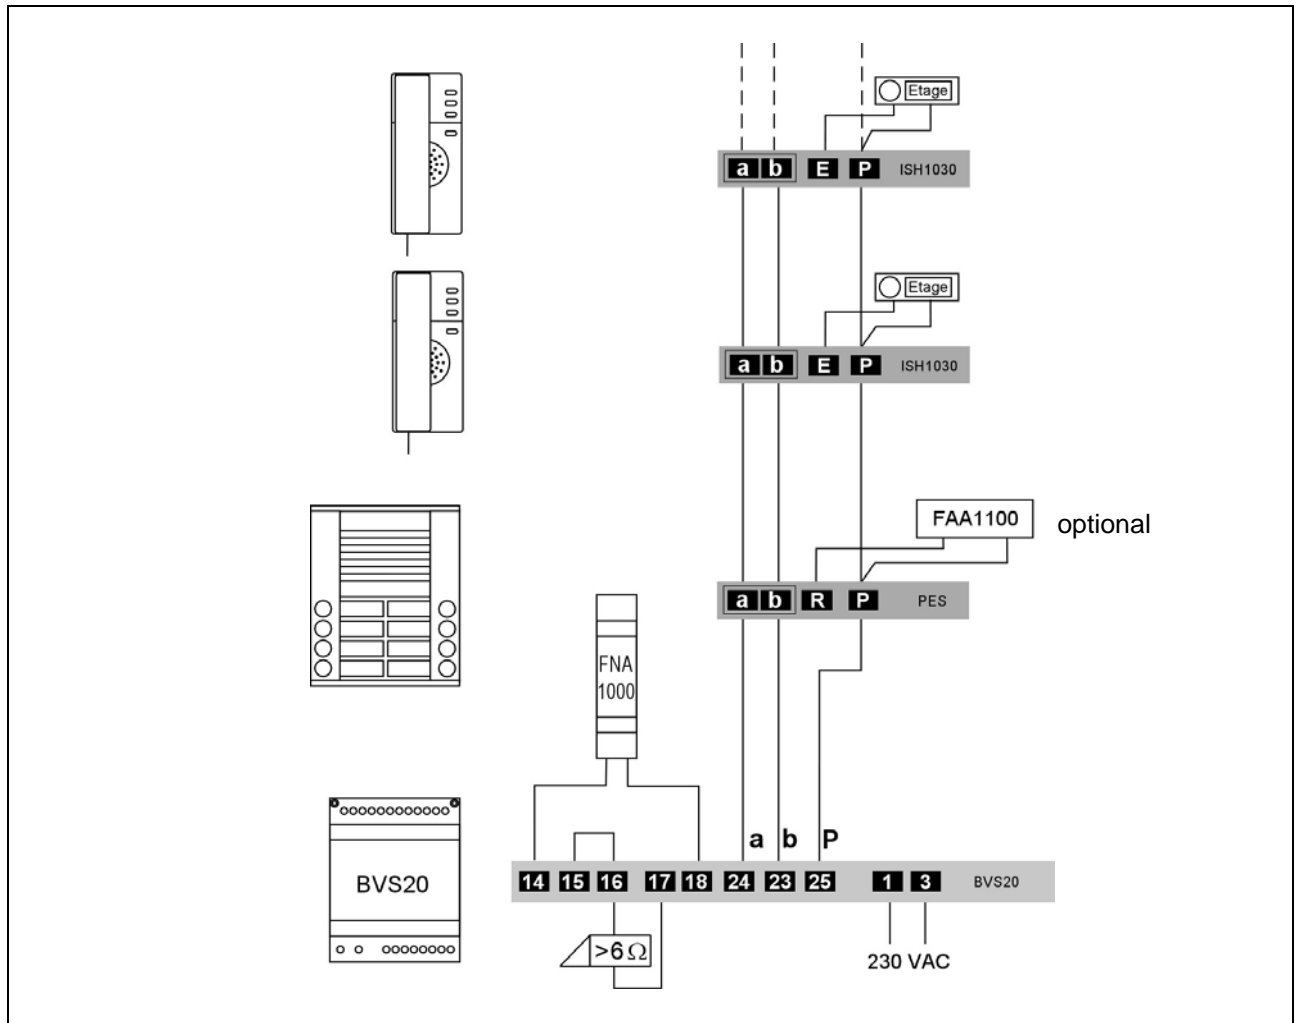 Etage
a b E P ISH1030
Etage
a b E P ISH1030
FAA1100 optional
a b R P PES
FNA
1000
a b P
BVS20
14 15 16 17 18 24 23 25 1 3 BVS20
>6 Ω
230 VAC